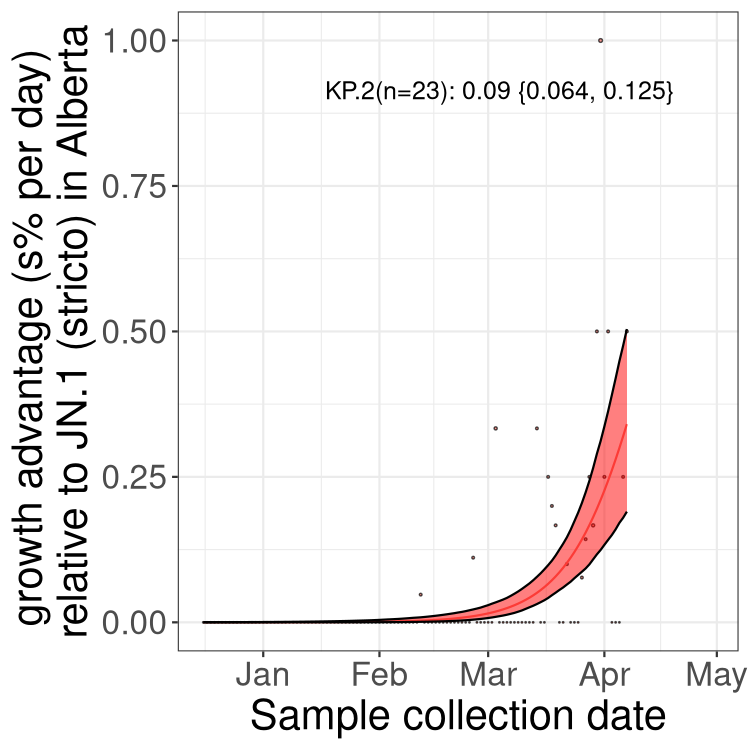 growth advantage (s% per day)
relative to JN.1 (stricto) in Alberta
1.00
0.75
0.50
0.25
0.00
KP.2(n=23): 0.09 {0.064, 0.125}
Jan Feb Mar Apr May
Sample collection date